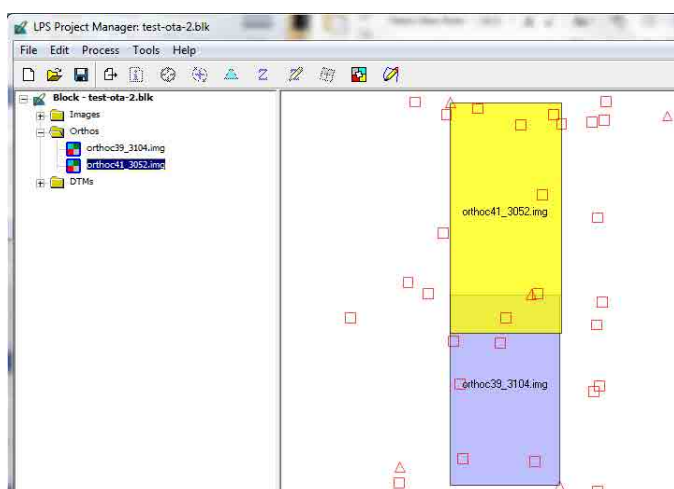 LPS Project Manager: test-ota-2.blk
File Edit Process Tools Help
Block - test-ota-2.blk
Images
Orthos
orthoc39_3104.img
orthoc41_3052.img
DTMs
orthoc41_3052.img
orthoc39_3104.img